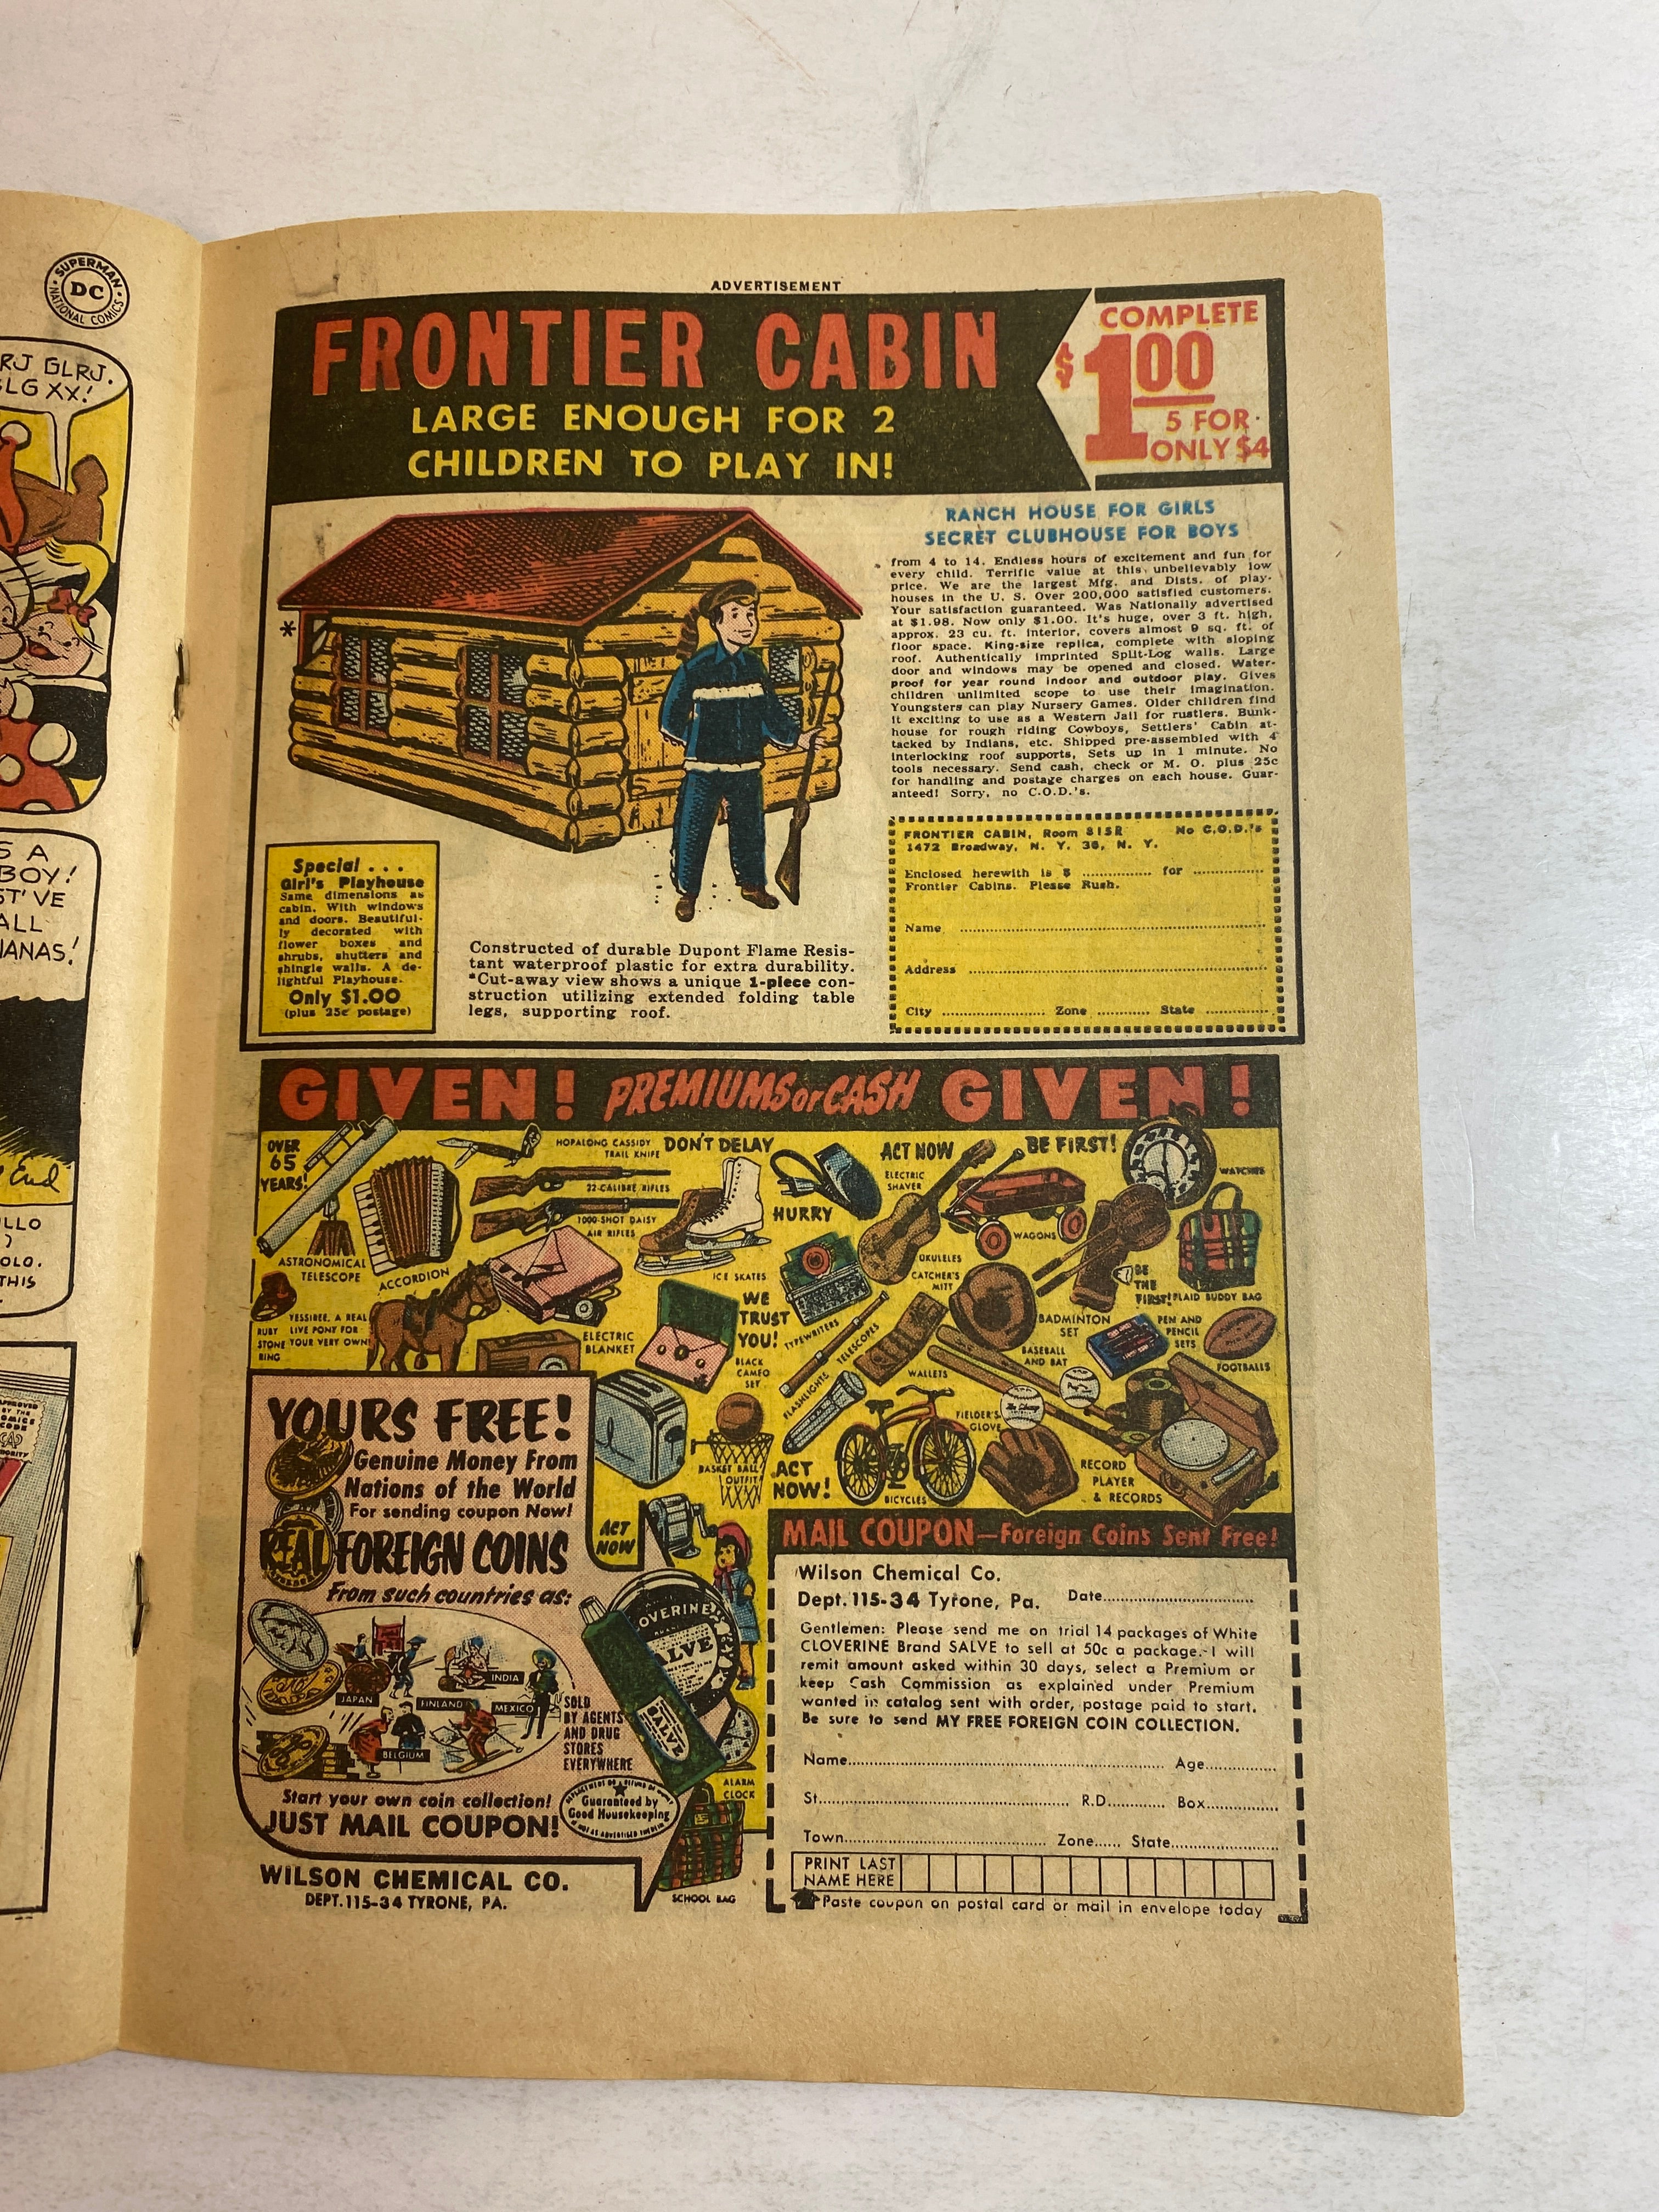 SUPERMAN
DC
NATIONAL COMICS
RJ GLRJ.
GLG XX!
S A
BOY!
ST'VE
ALL
NANAS!
End
ADVERTISEMENT
FRONTIER CABIN
LARGE ENOUGH FOR 2
CHILDREN TO PLAY IN!
COMPLETE
$1.00
5 FOR
ONLY $4
RANCH HOUSE FOR GIRLS
SECRET CLUBHOUSE FOR BOYS
from 4 to 14. Endless hours of excitement and fun for
every child. Terrific value at this unbelievably low
price. We are the largest Mfg. and Dists. of play-
houses in the U. S. Over 200,000 satisfied customers.
Your satisfaction guaranteed. Was Nationally advertised
at $1.98. Now only $1.00. It's huge, over 3 ft. high,
approx. 23 cu. ft. interior, covers almost 9 sq. ft. of
floor space. King-size replica, complete with sloping
roof. Authentically imprinted Split-Log walls. Large
door and windows may be opened and closed. Water-
proof for year round indoor and outdoor play. Gives
children unlimited scope to use their imagination.
Youngsters can play Nursery Games. Older children find
it exciting to use as a Western Jail for rustlers. Bunk-
house for rough riding Cowboys, Settlers' Cabin at-
tacked by Indians, etc. Shipped pre-assembled with 4
interlocking roof supports, Sets up in 1 minute. No
tools necessary. Send cash, check or M. O. plus 25c
for handling and postage charges on each house. Guar-
anteed! Sorry, no C.O.D.'s.
*
Special . . .
Girl's Playhouse
Same dimensions as
cabin. With windows
and doors. Beautiful-
ly decorated with
flower boxes and
shrubs, shutters and
shingle walls. A de-
lightful Playhouse.
Only $1.00
(plus 25c postage)
Constructed of durable Dupont Flame Resis-
tant waterproof plastic for extra durability.
*Cut-away view shows a unique 1-piece con-
struction utilizing extended folding table
legs, supporting roof.
FRONTIER CABIN, Room 815R No C.O.D.'s
1472 Broadway, N. Y. 36, N. Y.
Enclosed herewith is $ .............. for ..............
Frontier Cabins. Please Rush.
Name
Address
City .............. Zone .......... State ..............
GIVEN! PREMIUMS or CASH GIVEN!
OVER
65
YEARS!
HOPALONG CASSIDY
TRAIL KNIFE
DON'T DELAY
ACT NOW
BE FIRST!
ELECTRIC
SHAVER
WATCHES
22-CALIBRE RIFLES
1000-SHOT DAISY
AIR RIFLES
HURRY
WAGONS
ASTRONOMICAL
TELESCOPE
ACCORDION
ICE SKATES
UKULELES
CATCHER'S
MITT
BE
THE
FIRST!
PLAID BUDDY BAG
RUBY
STONE
RING
YESSIREE, A REAL
LIVE PONY FOR
YOUR VERY OWN!
ELECTRIC
BLANKET
WE
TRUST
YOU!
TYPEWRITERS
TELESCOPES
BADMINTON
SET
PEN AND
PENCIL
SETS
BLACK
CAMEO
SET
WALLETS
BASEBALL
AND BAT
FOOTBALLS
FLASHLIGHTS
FIELDER'S
GLOVE
BASKET BALL
OUTFIT
ACT
NOW!
BICYCLES
RECORD
PLAYER
& RECORDS
YOURS FREE!
Genuine Money From
Nations of the World
For sending coupon Now!
REAL FOREIGN COINS
From such countries as:
ACT
NOW
JAPAN
INDIA
FINLAND
MEXICO
BELGIUM
SOLD
BY AGENTS
AND DRUG
STORES
EVERYWHERE
OVERINE
ALVE
SALVE
ALARM
CLOCK
Start your own coin collection!
JUST MAIL COUPON!
Guaranteed by
Good Housekeeping
WILSON CHEMICAL CO.
DEPT. 115-34 TYRONE, PA.
SCHOOL BAG
MAIL COUPON—Foreign Coins Sent Free!
Wilson Chemical Co.
Dept. 115-34 Tyrone, Pa. Date..............
Gentlemen: Please send me on trial 14 packages of White
CLOVERINE Brand SALVE to sell at 50c a package. I will
remit amount asked within 30 days, select a Premium or
keep Cash Commission as explained under Premium
wanted in catalog sent with order, postage paid to start.
Be sure to send MY FREE FOREIGN COIN COLLECTION.
Name.............. Age..............
St.............. R.D............ Box..............
Town.............. Zone...... State..............
PRINT LAST
NAME HERE
Paste coupon on postal card or mail in envelope today